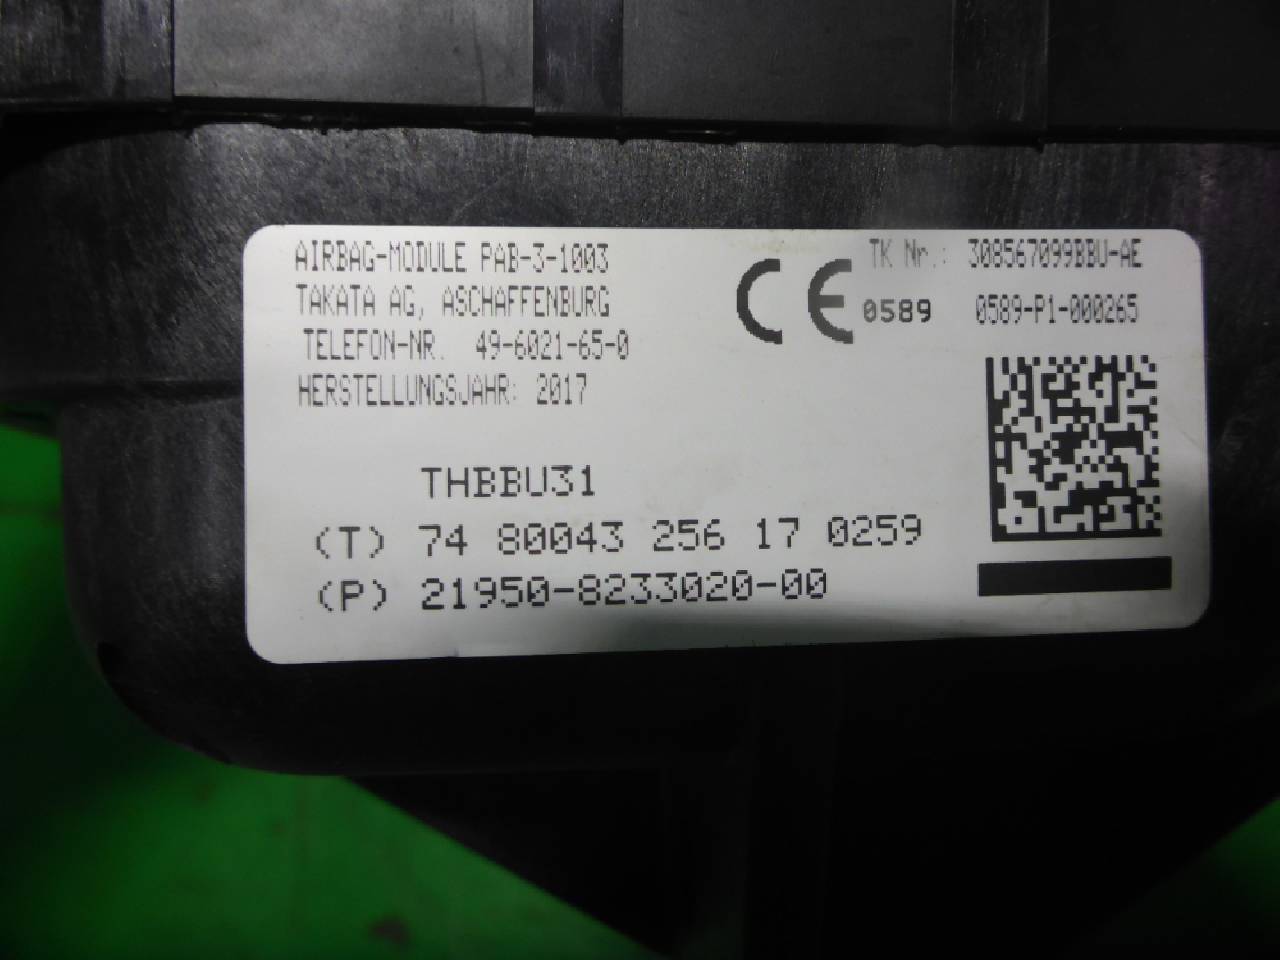 AIRBAG-MODULE PAB-3-1003
TAKATA AG, ASCHAFFENBURG
TELEFON-NR. 49-6021-65-0
HERSTELLUNGSJAHR: 2017
CE 0589
TK Nr.: 308567099BBU-AE
0589-P1-000265
THBBU31
(T) 74 80043 256 17 0259
(P) 21950-8233020-00